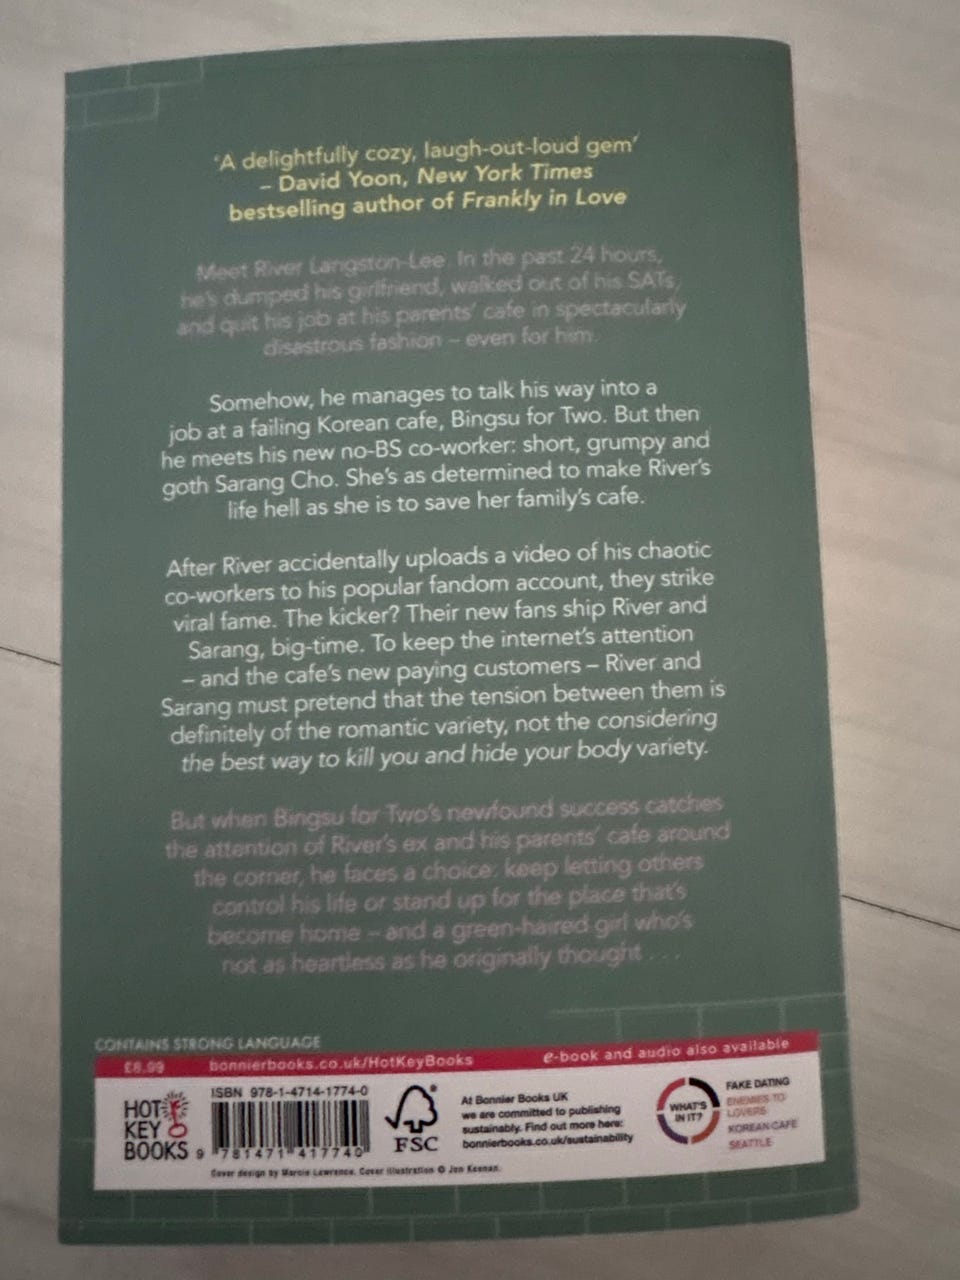 ‘A delightfully cozy, laugh-out-loud gem’
– David Yoon, New York Times
bestselling author of Frankly in Love
Meet River Langston-Lee. In the past 24 hours,
he’s dumped his girlfriend, walked out of his SATs,
and quit his job at his parents’ cafe in spectacularly
disastrous fashion – even for him.
Somehow, he manages to talk his way into a
job at a failing Korean cafe, Bingsu for Two. But then
he meets his new no-BS co-worker: short, grumpy and
goth Sarang Cho. She’s as determined to make River’s
life hell as she is to save her family’s cafe.
After River accidentally uploads a video of his chaotic
co-workers to his popular fandom account, they strike
viral fame. The kicker? Their new fans ship River and
Sarang, big-time. To keep the internet’s attention
– and the cafe’s new paying customers – River and
Sarang must pretend that the tension between them is
definitely of the romantic variety, not the considering
the best way to kill you and hide your body variety.
But when Bingsu for Two’s newfound success catches
the attention of River’s ex and his parents’ cafe around
the corner, he faces a choice: keep letting others
control his life or stand up for the place that’s
become home – and a green-haired girl who’s
not as heartless as he originally thought . . .
CONTAINS STRONG LANGUAGE
£8.99 bonnierbooks.co.uk/HotKeyBooks e-book and audio also available
HOT
KEY
BOOKS
ISBN 978-1-4714-1774-0
9 781471 417740
FSC
At Bonnier Books UK
we are committed to publishing
sustainably. Find out more here:
bonnierbooks.co.uk/sustainability
WHAT’S
IN IT?
FAKE DATING
ENEMIES TO
LOVERS
KOREAN CAFE
SEATTLE
Cover design by Marcie Lawrence. Cover illustration © Jen Keenan.